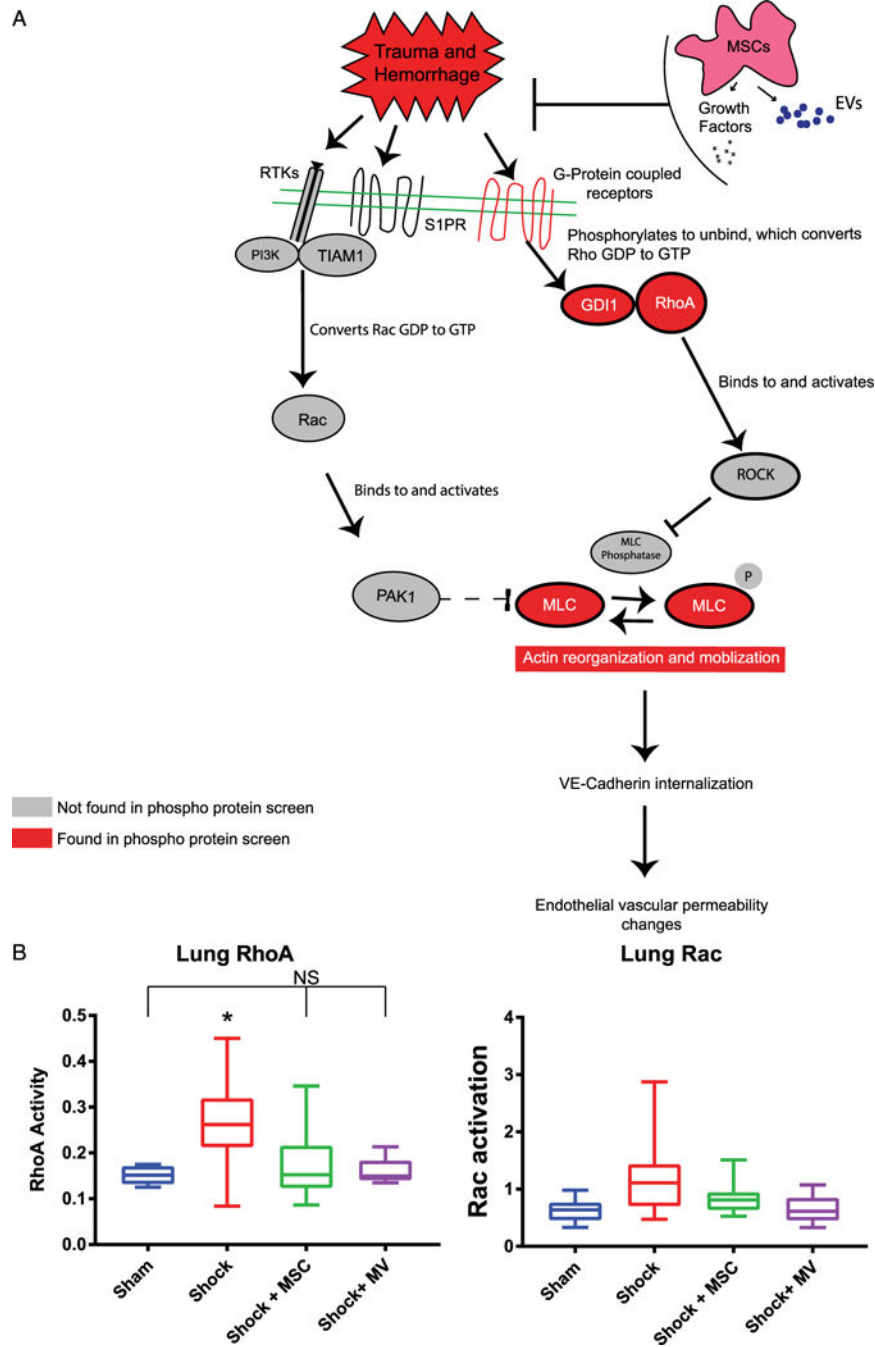 A
Trauma and
Hemorrhage
MSCs
Growth
Factors
EVs
RTKs
S1PR
G-Protein coupled
receptors
PI3K
TIAM1
Phosphorylates to unbind, which converts
Rho GDP to GTP
GDI1
RhoA
Converts Rac GDP to GTP
Binds to and activates
Rac
ROCK
Binds to and activates
MLC
Phosphatase
P
PAK1
MLC
MLC
Actin reorganization and moblization
VE-Cadherin internalization
Not found in phospho protein screen
Found in phospho protein screen
Endothelial vascular permeability
changes
B
Lung RhoA
NS
*
RhoA Activity
0.5
0.4
0.3
0.2
0.1
0.0
Sham
Shock
Shock + MSC
Shock+ MV
Lung Rac
Rac activation
4
3
2
1
0
Sham
Shock
Shock + MSC
Shock+ MV